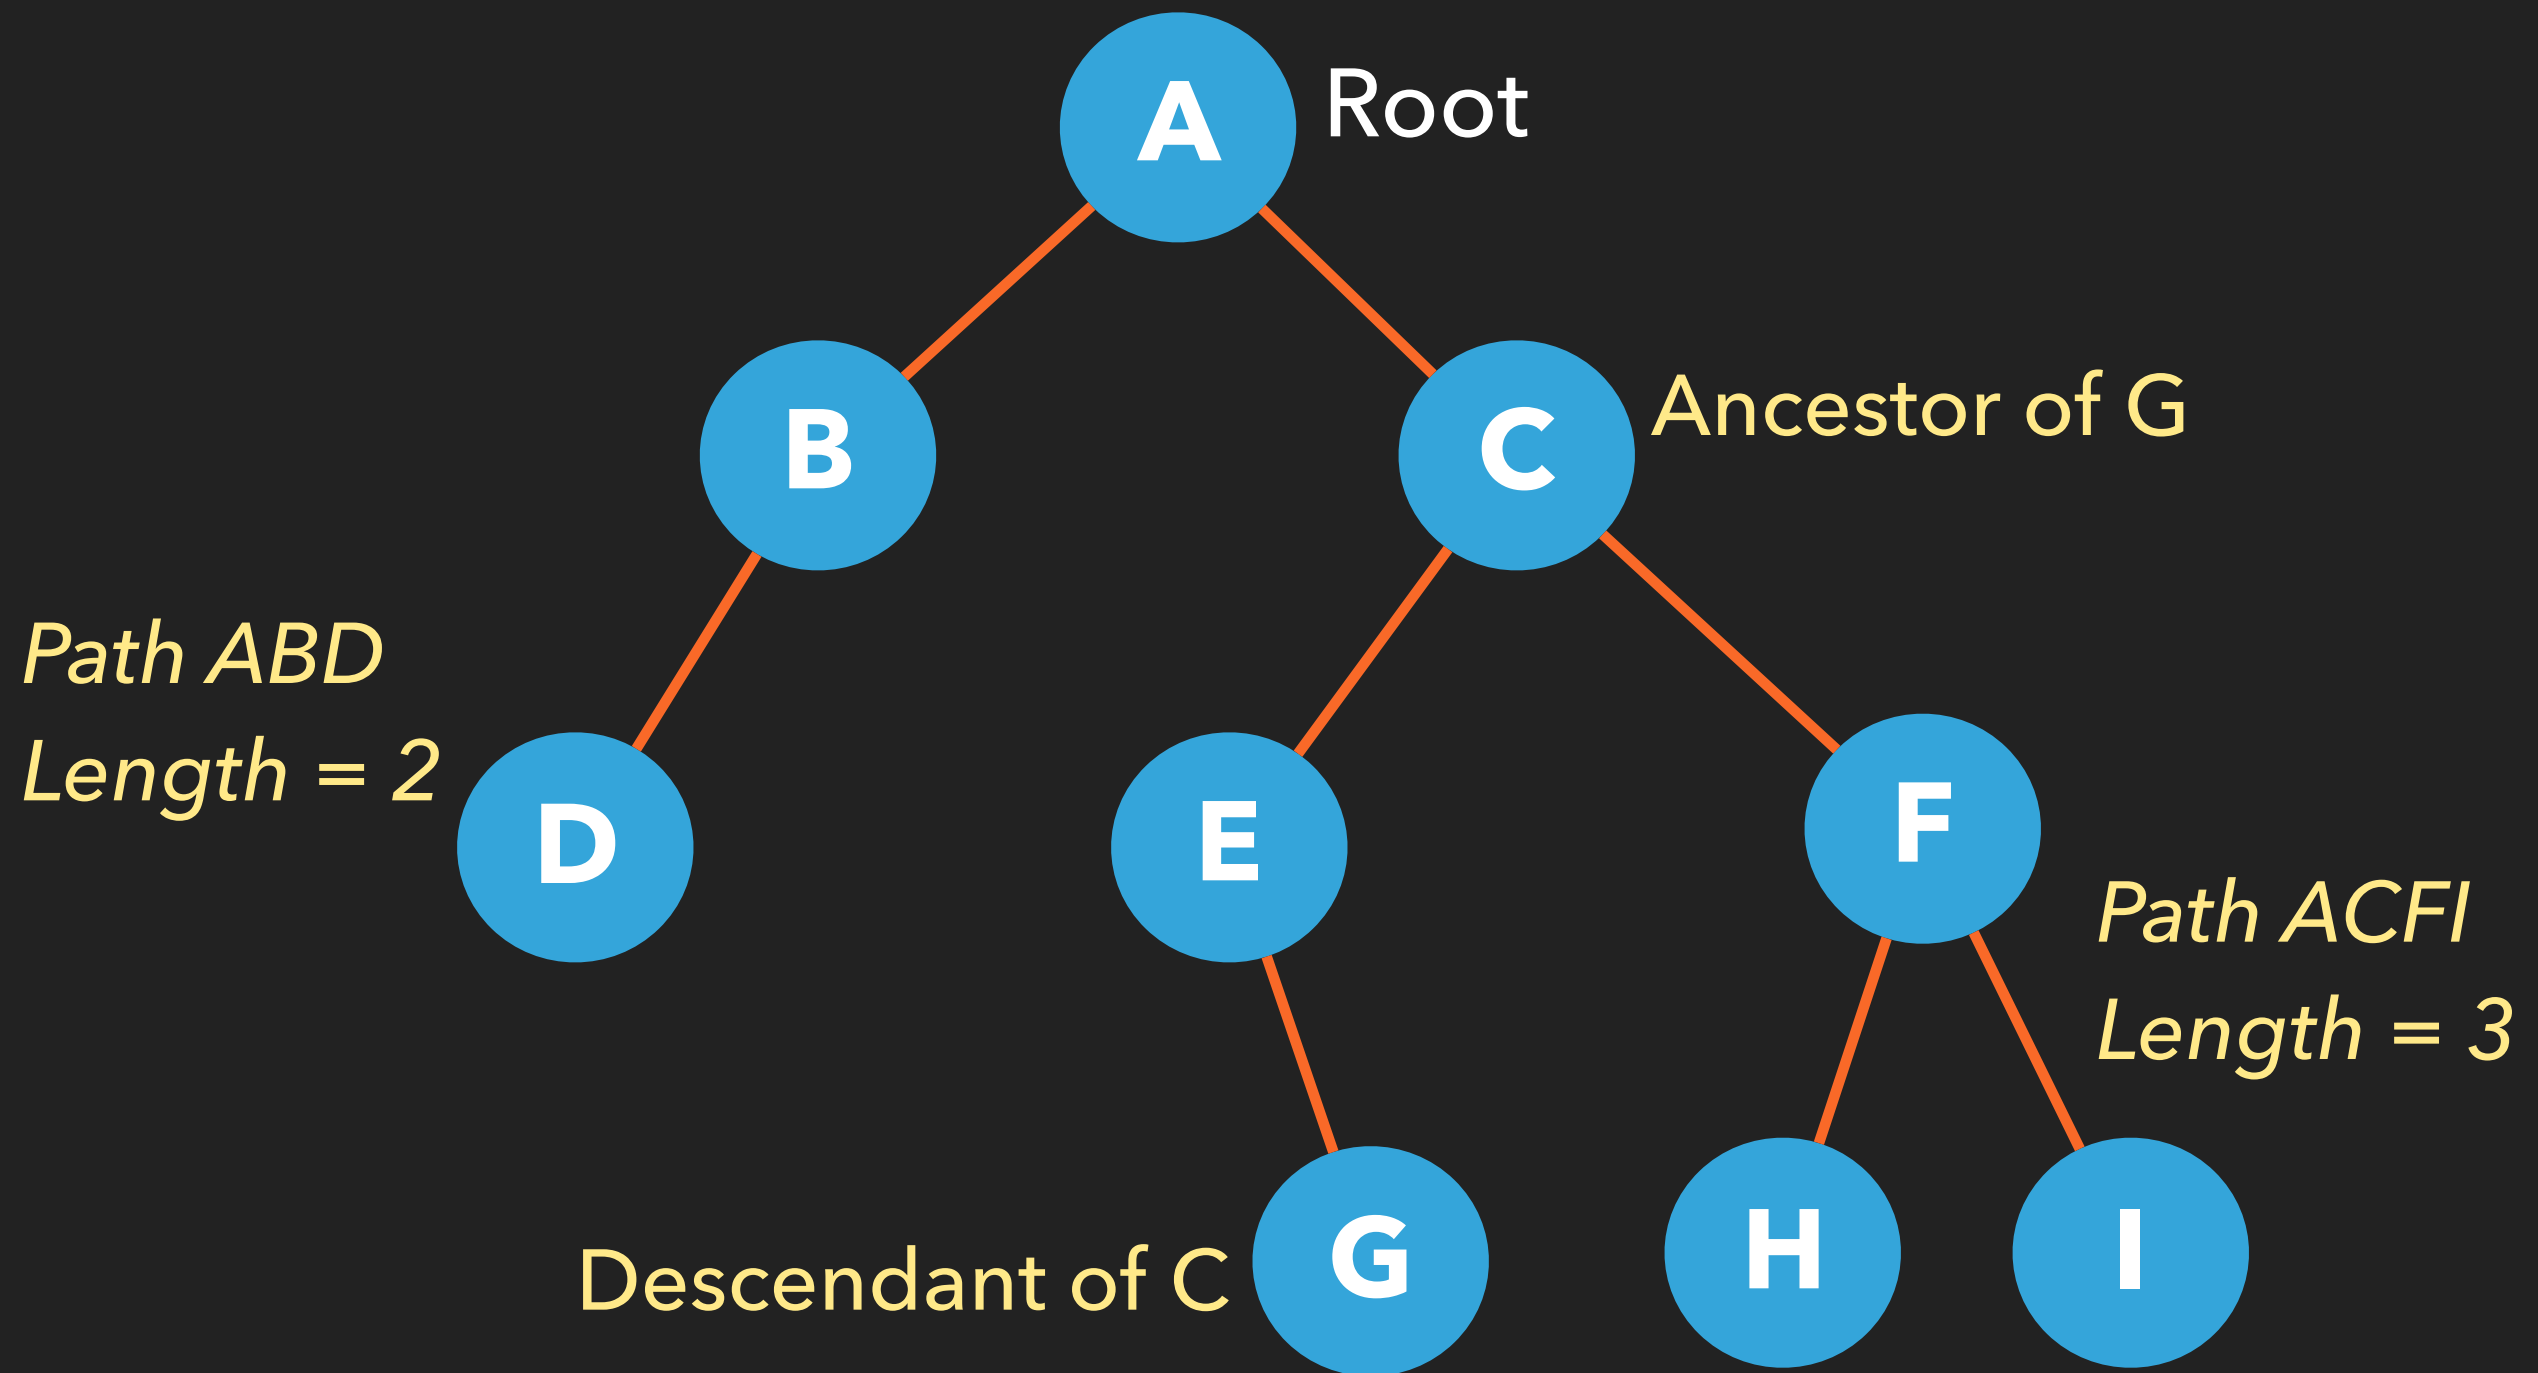 A
Root
B
C
Ancestor of G
Path ABD
Length = 2
D
E
F
Path ACFI
Length = 3
Descendant of C
G
H
I